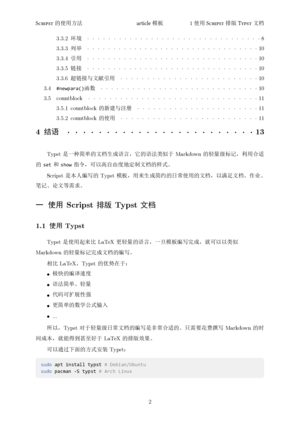 Scripst 的使用方法 article 模板 1 使用 Scripst 排版 Typst 文档
3.3.2 环境 8
3.3.3 列举 10
3.3.4 引用 10
3.3.5 链接 10
3.3.6 超链接与文献引用 10
3.4 #newpara()函数 10
3.5 countblock 11
3.5.1 countblock 的新建与注册 11
3.5.2 countblock 的使用 11
4 结语 13
Typst 是一种简单的文档生成语言，它的语法类似于 Markdown 的轻量级标记，利用合适
的 set 和 show 指令，可以高自由度地定制文档的样式。
Scripst 是本人编写的 Typst 模板，用来生成简约的日常使用的文档，以满足文档、作业、
笔记、论文等需求。
一 使用 Scripst 排版 Typst 文档
1.1 使用 Typst
Typst 是使用起来比 LaTeX 更轻量的语言，一旦模板编写完成，就可以以类似
Markdown 的轻量标记完成文档的编写。
相比 LaTeX，Typst 的优势在于：
• 极快的编译速度
• 语法简单、轻量
• 代码可扩展性强
• 更简单的数学公式输入
• ...
所以，Typst 对于轻量级日常文档的编写是非常合适的。只需要花费撰写 Markdown 的时
间成本，就能得到甚至好于 LaTeX 的排版效果。
可以通过下面的方式安装 Typst：
sudo apt install typst # Debian/Ubuntu
sudo pacman -S typst # Arch Linux
2